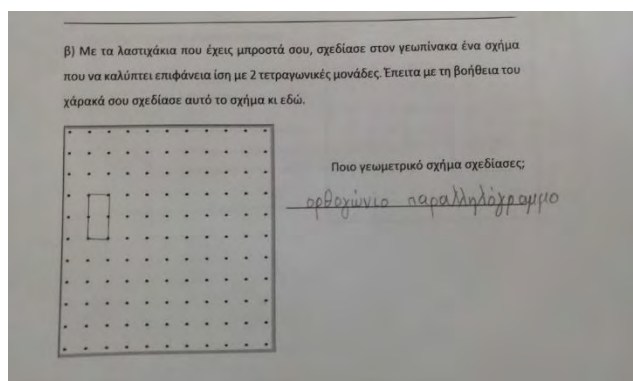 β) Με τα λαστιχάκια που έχεις μπροστά σου, σχεδίασε στον γεωπίνακα ένα σχήμα
που να καλύπτει επιφάνεια ίση με 2 τετραγωνικές μονάδες. Έπειτα με τη βοήθεια του
χάρακά σου σχεδίασε αυτό το σχήμα κι εδώ.
Ποιο γεωμετρικό σχήμα σχεδίασες;
ορθογώνιο παραλληλόγραμμο